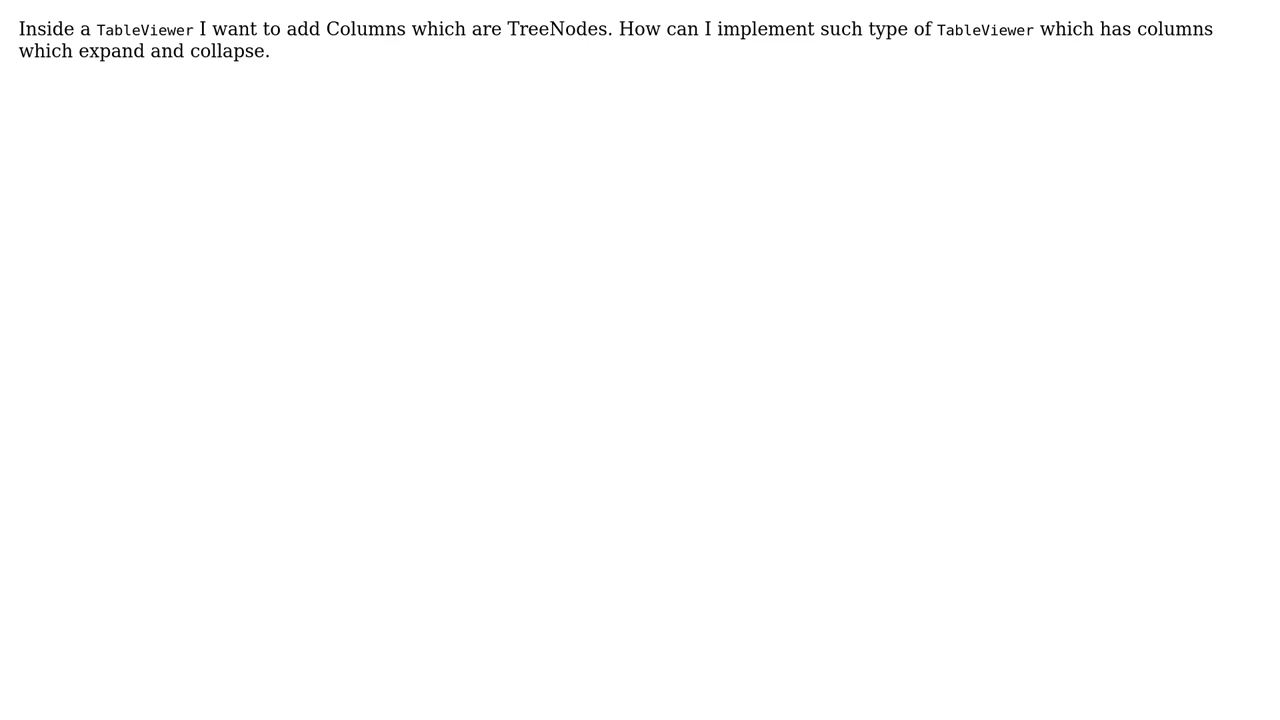 Inside a TableViewer I want to add Columns which are TreeNodes. How can I implement such type of TableViewer which has columns
which expand and collapse.